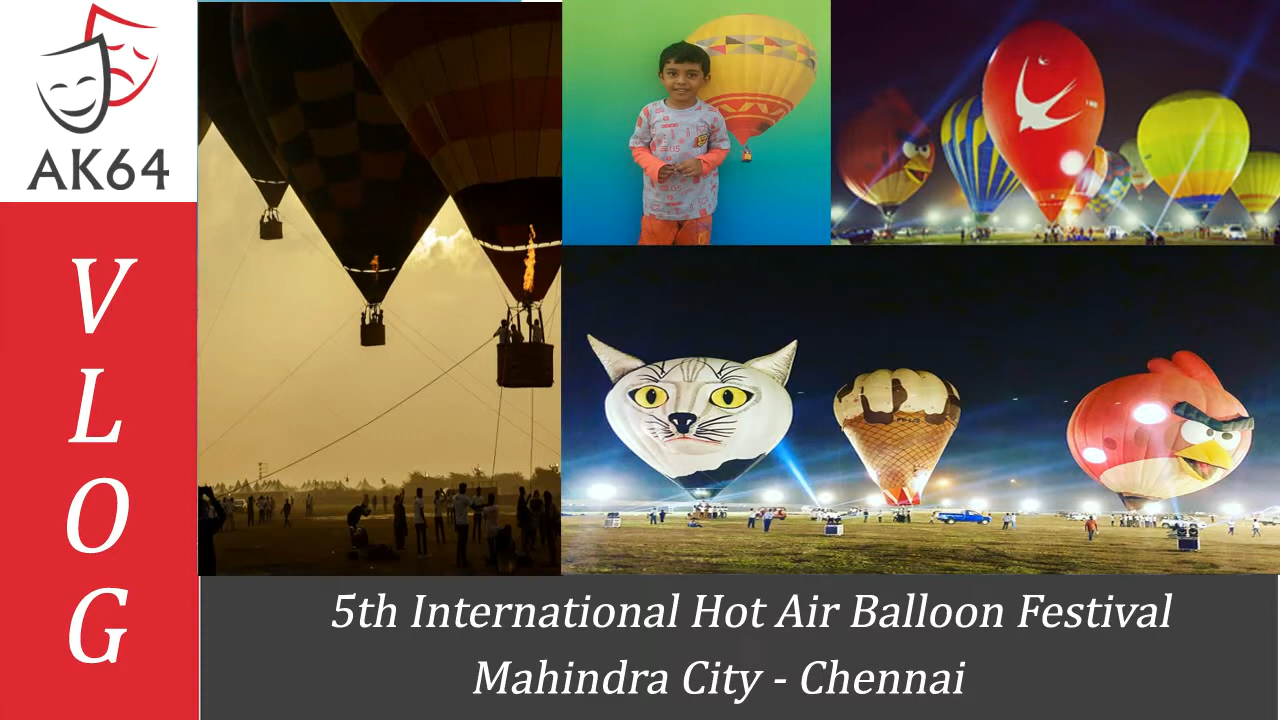 AK64
V
L
O
G
5th International Hot Air Balloon Festival
Mahindra City - Chennai